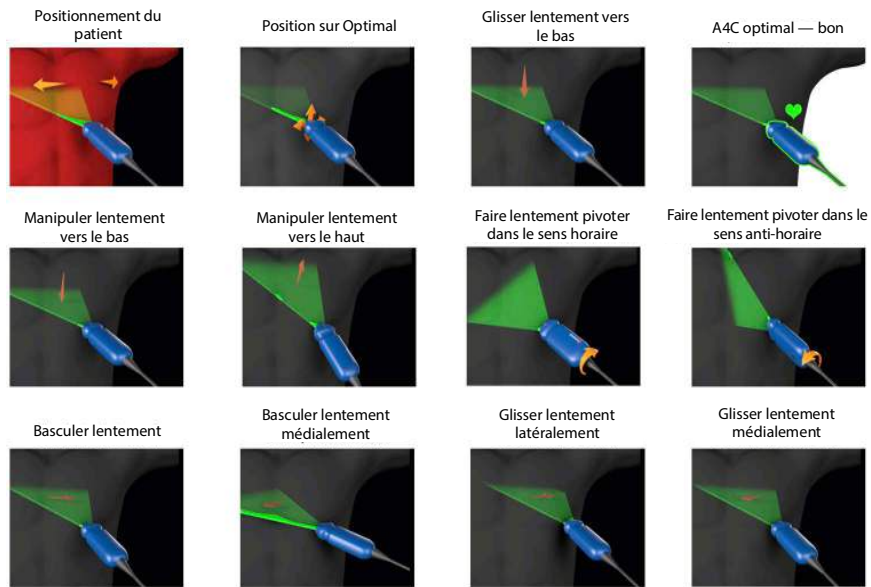 Positionnement du
patient
Position sur Optimal
Glisser lentement vers
le bas
A4C optimal — bon
Manipuler lentement
vers le bas
Manipuler lentement
vers le haut
Faire lentement pivoter
dans le sens horaire
Faire lentement pivoter dans le
sens anti-horaire
Basculer lentement
Basculer lentement
médialement
Glisser lentement
latéralement
Glisser lentement
médialement